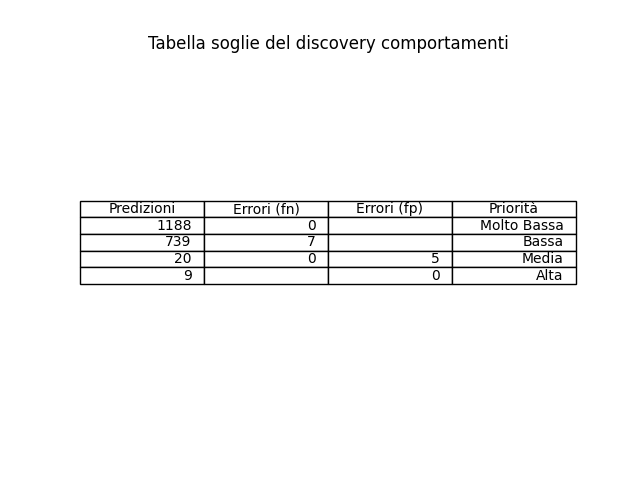 Tabella soglie del discovery comportamenti
Predizioni Errori (fn) Errori (fp) Priorità
1188 0 Molto Bassa
739 7 Bassa
20 0 5 Media
9 0 Alta